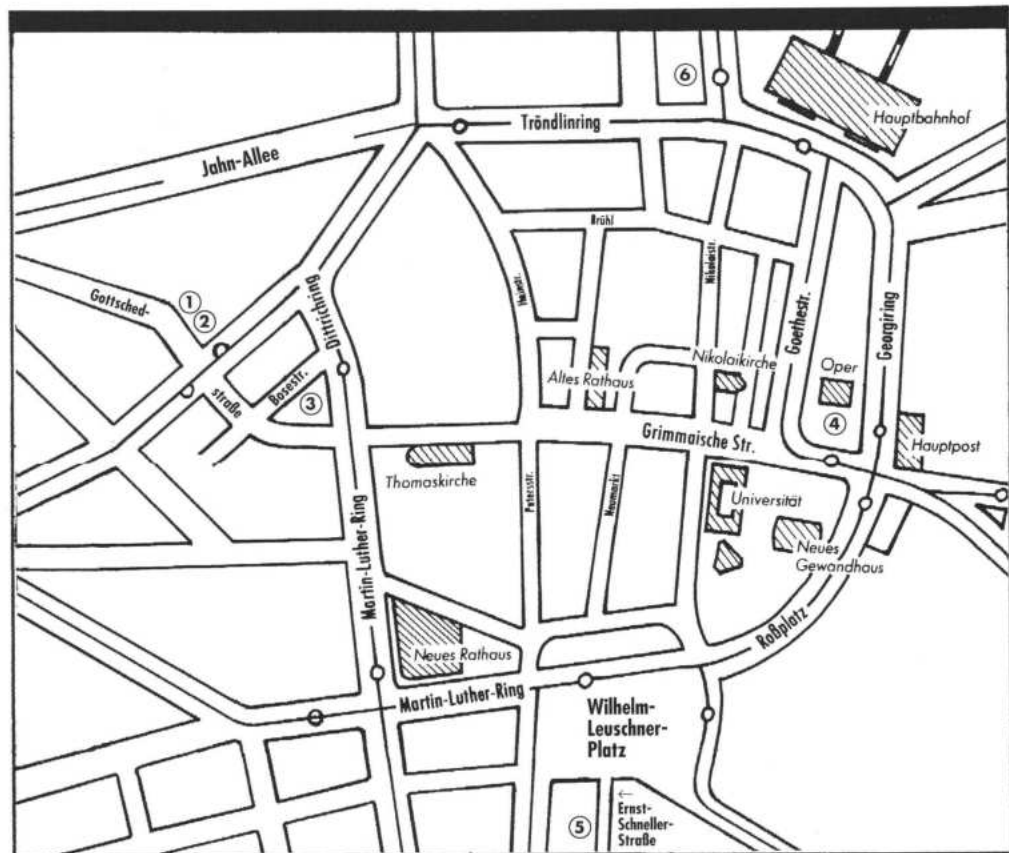 6
Hauptbahnhof
Tröndlinring
Jahn-Allee
Brühl
Nikolaistr.
Gottsched-
1
2
Dittrichring
Hainstr.
Goethestr.
Georgiring
Altes Rathaus
Nikolaikirche
Oper
straße
Bosestr.
3
4
Grimmaische Str.
Hauptpost
Thomaskirche
Petersstr.
Neumarkt
Universität
Neues
Gewandhaus
Martin-Luther-Ring
Roßplatz
Neues Rathaus
Martin-Luther-Ring
Wilhelm-
Leuschner-
Platz
5
←
Ernst-
Schneller-
Straße